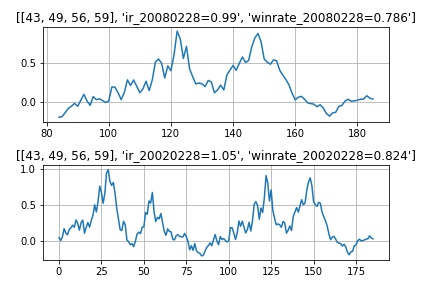 [[43, 49, 56, 59], 'ir_20080228=0.99', 'winrate_20080228=0.786']
0.5
0.0
80 100 120 140 160 180
[[43, 49, 56, 59], 'ir_20020228=1.05', 'winrate_20020228=0.824']
1.0
0.5
0.0
0 25 50 75 100 125 150 175